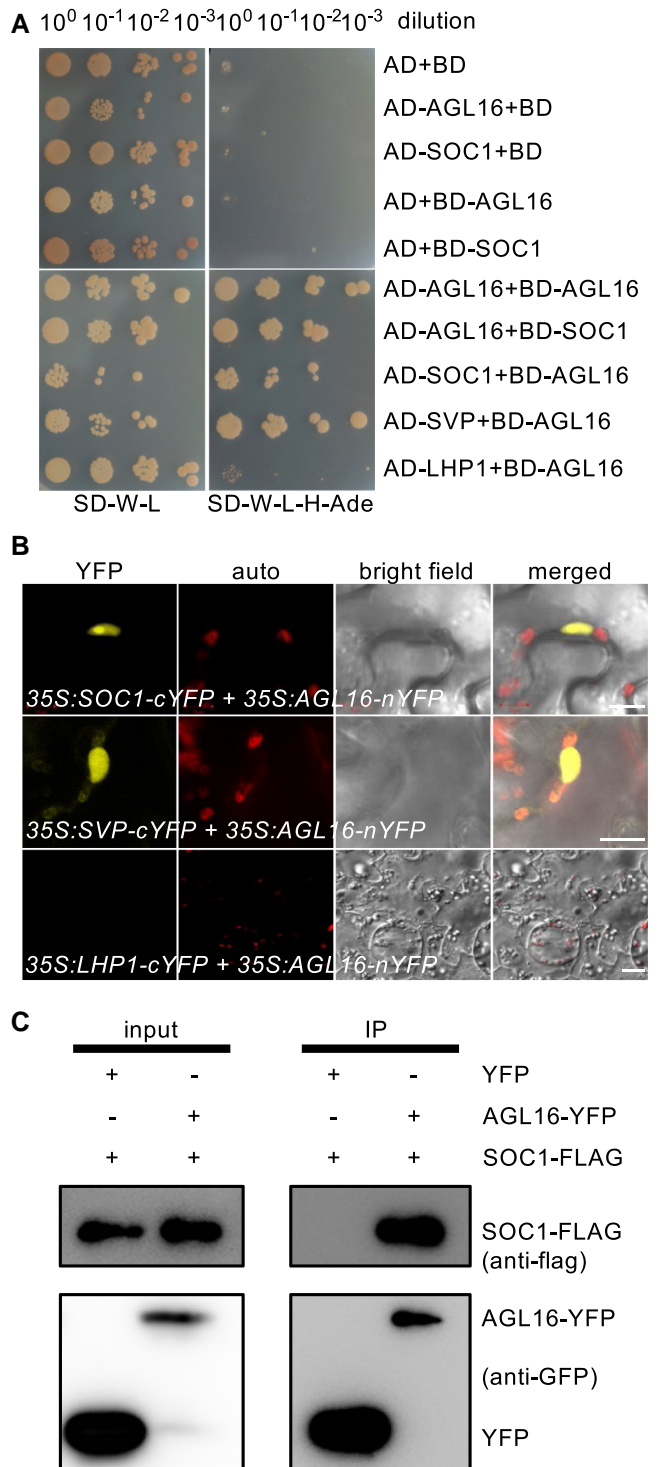 A
10⁰ 10⁻¹ 10⁻² 10⁻³ 10⁰ 10⁻¹ 10⁻² 10⁻³ dilution
AD+BD
AD-AGL16+BD
AD-SOC1+BD
AD+BD-AGL16
AD+BD-SOC1
AD-AGL16+BD-AGL16
AD-AGL16+BD-SOC1
AD-SOC1+BD-AGL16
AD-SVP+BD-AGL16
AD-LHP1+BD-AGL16
SD-W-L SD-W-L-H-Ade
B
YFP auto bright field merged
35S:SOC1-cYFP + 35S:AGL16-nYFP
35S:SVP-cYFP + 35S:AGL16-nYFP
35S:LHP1-cYFP + 35S:AGL16-nYFP
C
input IP
+ - + - YFP
- + - + AGL16-YFP
+ + + + SOC1-FLAG
SOC1-FLAG
(anti-flag)
AGL16-YFP
(anti-GFP)
YFP